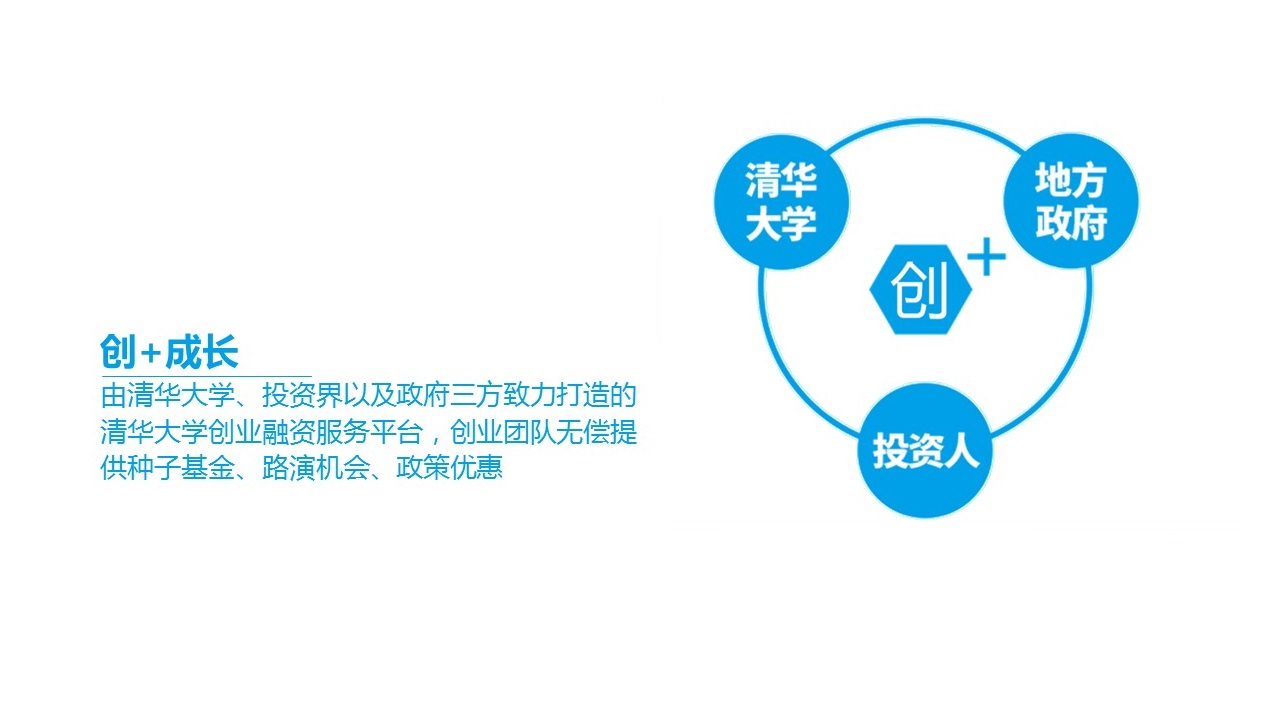 创+成长
由清华大学、投资界以及政府三方致力打造的
清华大学创业融资服务平台，创业团队无偿提
供种子基金、路演机会、政策优惠
清华
大学
地方
政府
创+
投资人